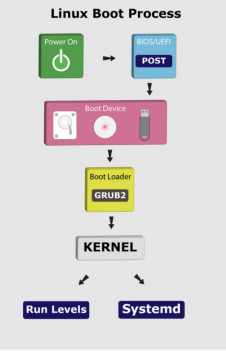 Linux Boot Process
Power On
BIOS/UEFI
POST
Boot Device
Boot Loader
GRUB2
KERNEL
Run Levels
Systemd